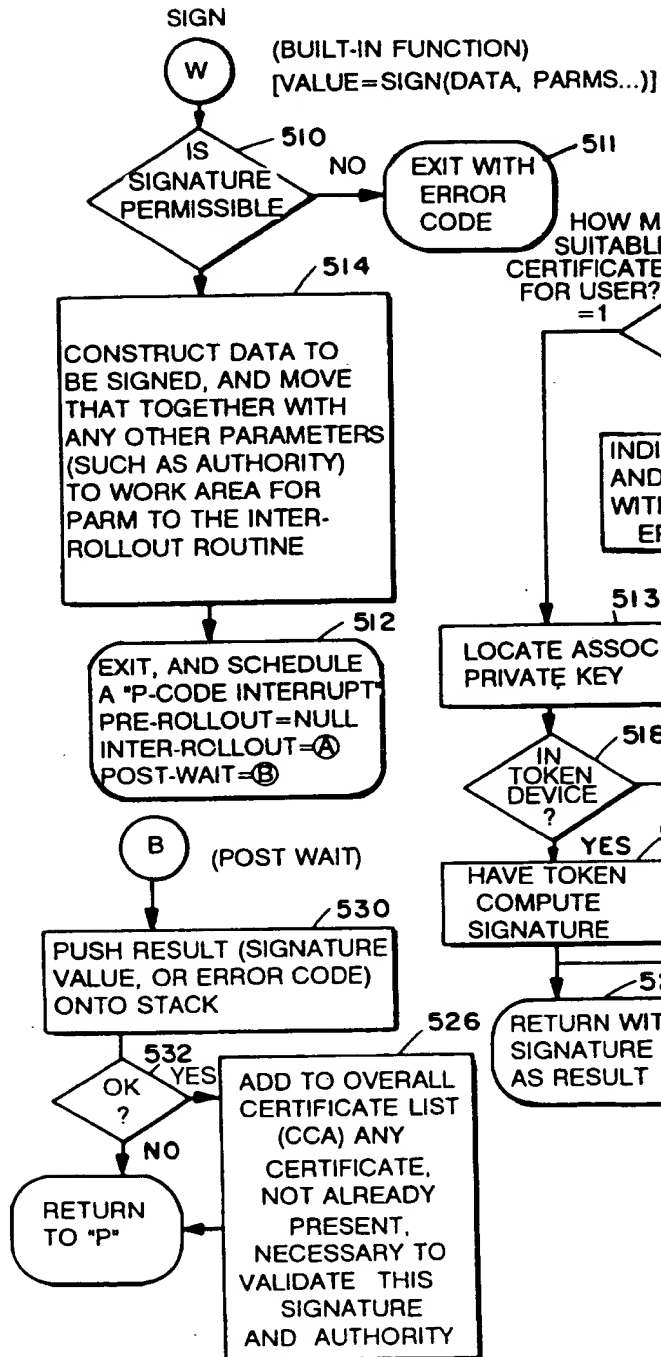 SIGN
W
(BUILT-IN FUNCTION)
[VALUE=SIGN(DATA, PARMS...)]
510
IS
SIGNATURE
PERMISSIBLE
NO
511
EXIT WITH
ERROR
CODE
514
CONSTRUCT DATA TO
BE SIGNED, AND MOVE
THAT TOGETHER WITH
ANY OTHER PARAMETERS
(SUCH AS AUTHORITY)
TO WORK AREA FOR
PARM TO THE INTER-
ROLLOUT ROUTINE
512
EXIT, AND SCHEDULE
A "P-CODE INTERRUPT"
PRE-ROLLOUT=NULL
INTER-ROLLOUT=Ⓐ
POST-WAIT=Ⓑ
B
(POST WAIT)
530
PUSH RESULT (SIGNATURE
VALUE, OR ERROR CODE)
ONTO STACK
532
OK
?
YES
NO
RETURN
TO "P"
526
ADD TO OVERALL
CERTIFICATE LIST
(CCA) ANY
CERTIFICATE,
NOT ALREADY
PRESENT,
NECESSARY TO
VALIDATE THIS
SIGNATURE
AND AUTHORITY
HOW M
SUITABL
CERTIFICATE
FOR USER?
=1
INDI
AND
WITH
ER
513
LOCATE ASSOC
PRIVATE KEY
518
IN
TOKEN
DEVICE
?
YES
HAVE TOKEN
COMPUTE
SIGNATURE
RETURN WIT
SIGNATURE
AS RESULT